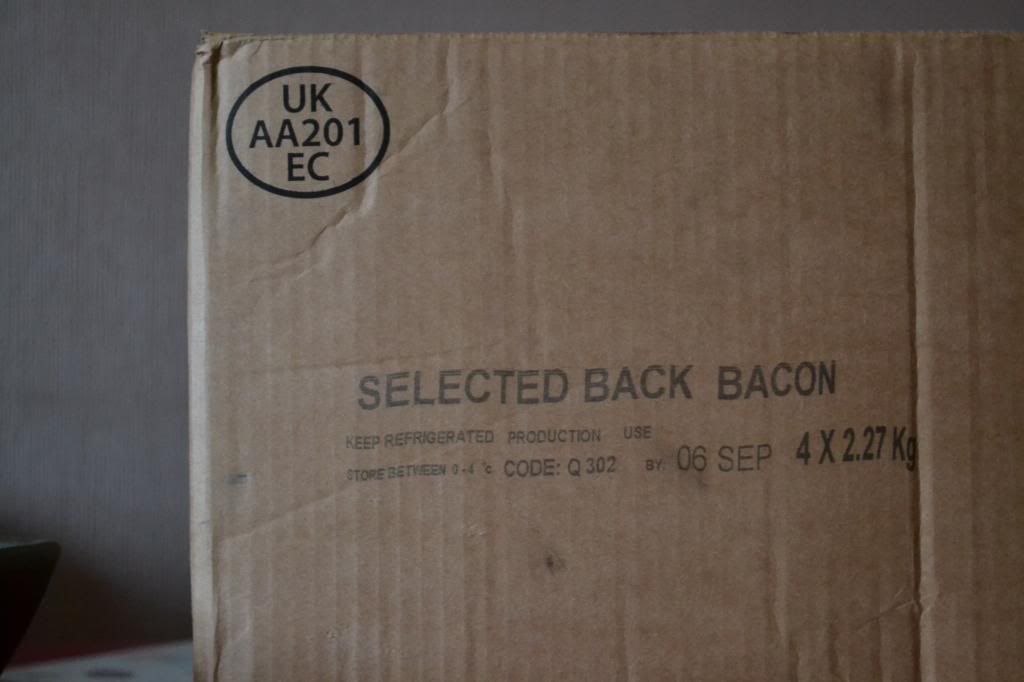 UK
AA201
EC
SELECTED BACK BACON
KEEP REFRIGERATED PRODUCTION USE
STORE BETWEEN 0-4 °c CODE: Q 302 BY: 06 SEP 4 X 2.27 Kg